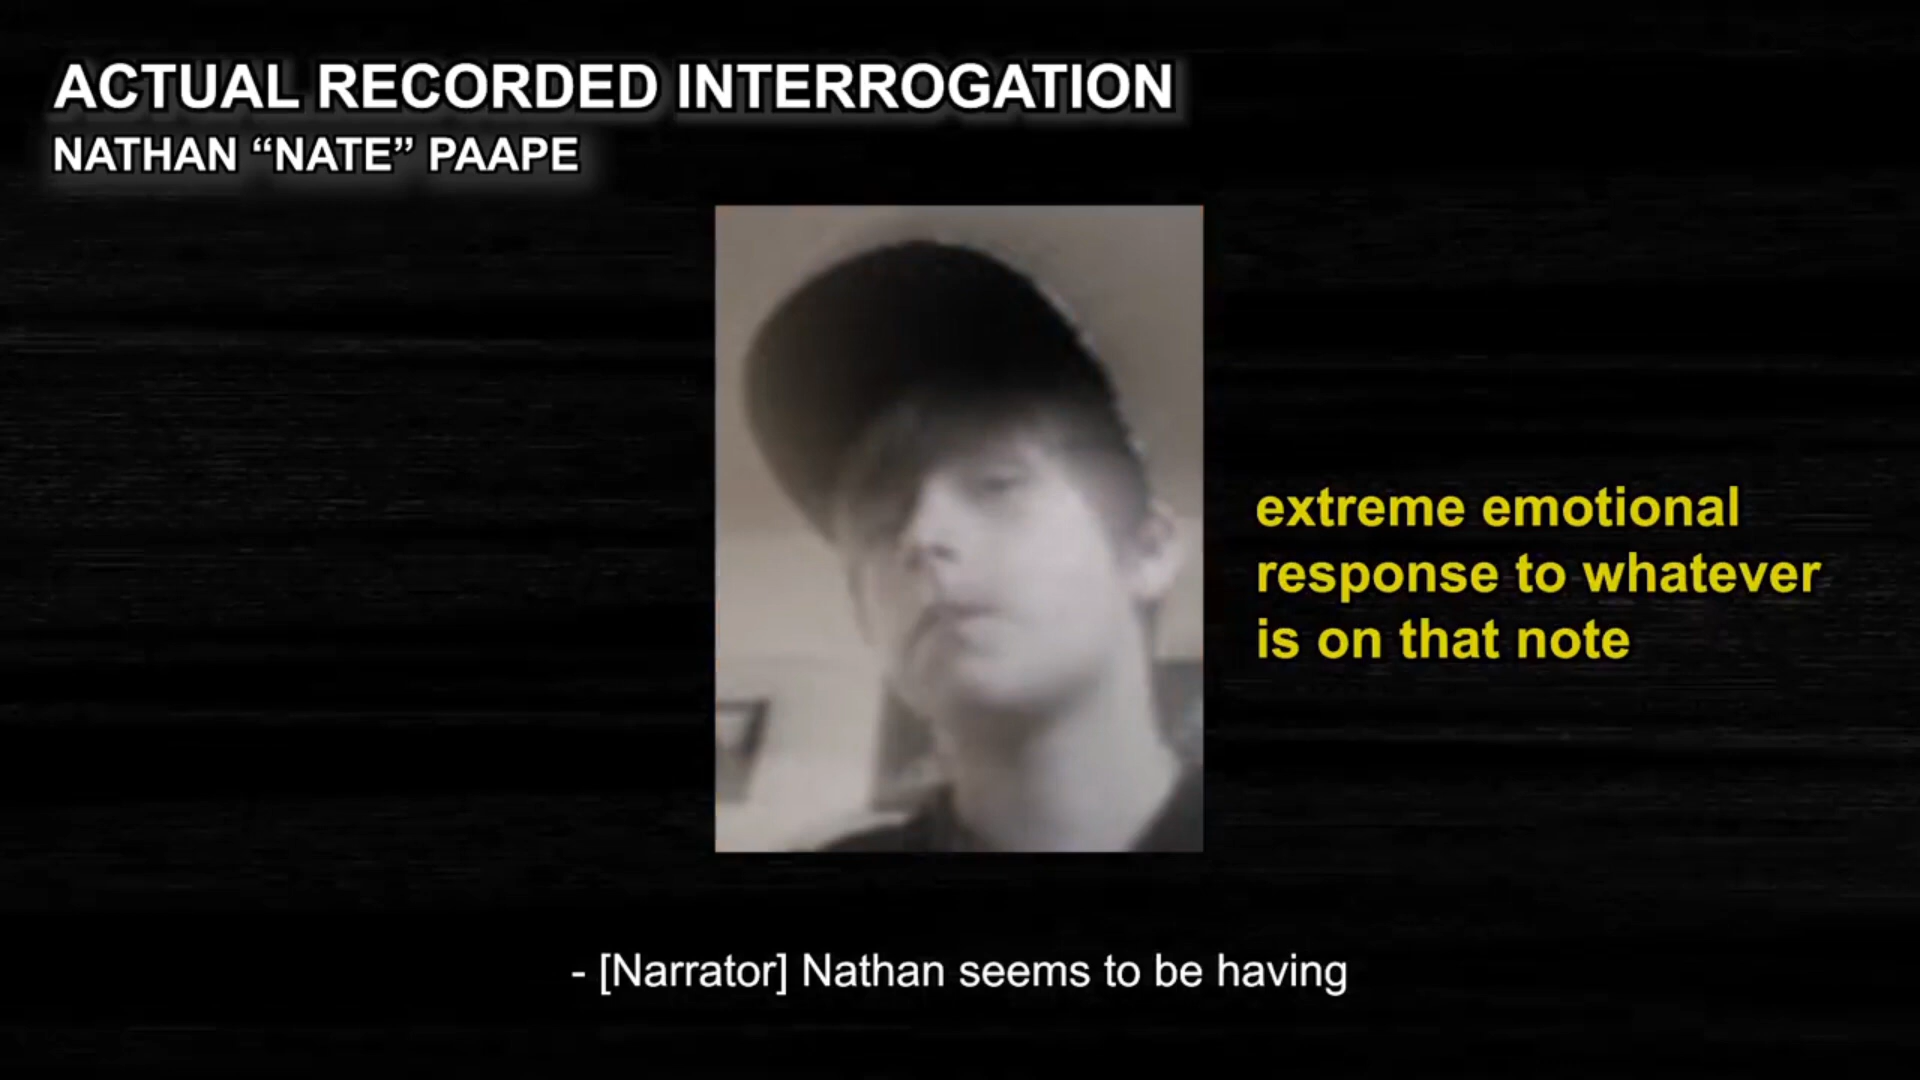 ACTUAL RECORDED INTERROGATION
NATHAN “NATE” PAAPE
extreme emotional
response to whatever
is on that note
- [Narrator] Nathan seems to be having